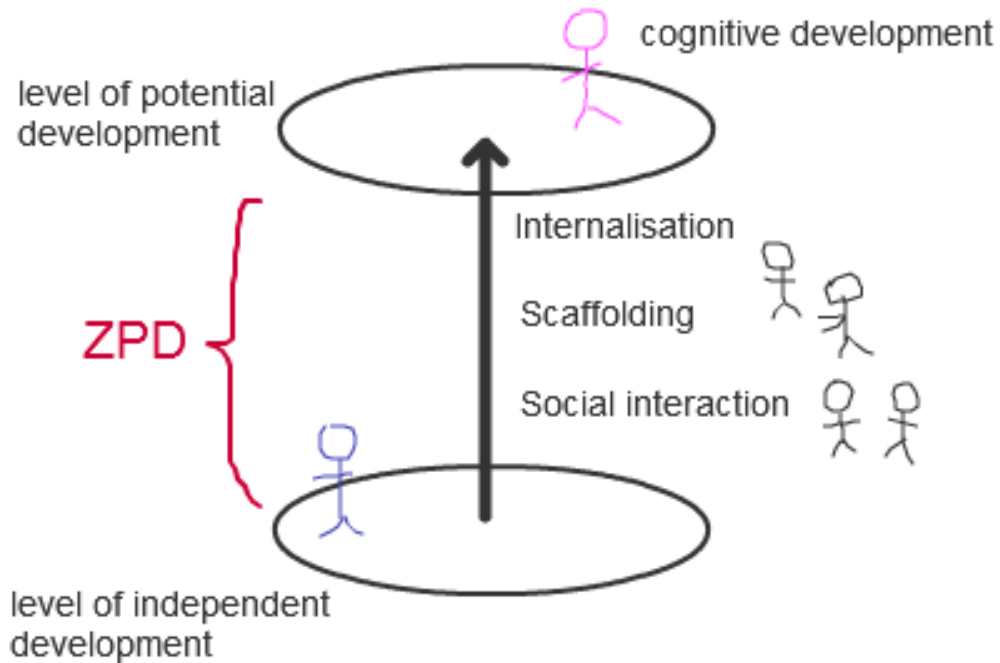 cognitive development
level of potential
development
Internalisation
Scaffolding
ZPD
Social interaction
level of independent
development